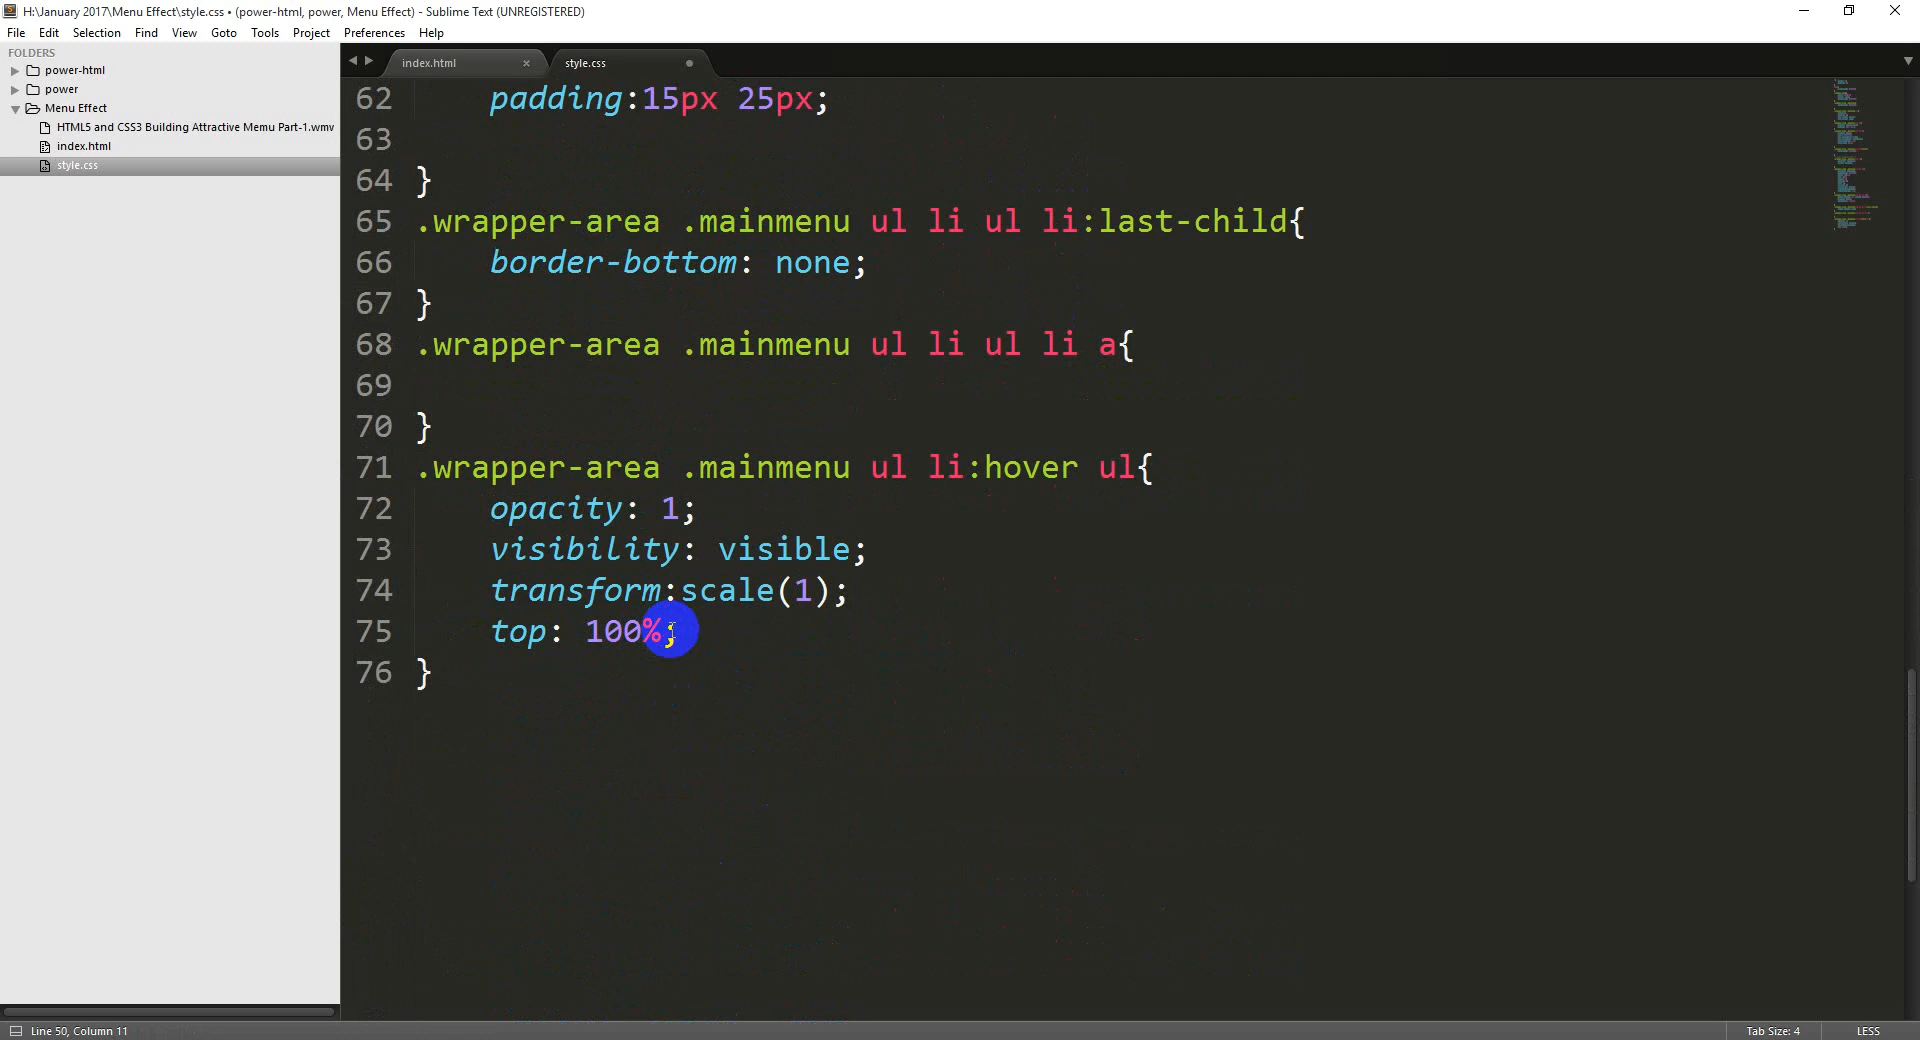 H:\January 2017\Menu Effect\style.css • (power-html, power, Menu Effect) - Sublime Text (UNREGISTERED)
File Edit Selection Find View Goto Tools Project Preferences Help
FOLDERS
power-html
power
Menu Effect
HTML5 and CSS3 Building Attractive Memu Part-1.wmv
index.html
style.css
index.html style.css
62 padding:15px 25px;
63
64 }
65 .wrapper-area .mainmenu ul li ul li:last-child{
66 border-bottom: none;
67 }
68 .wrapper-area .mainmenu ul li ul li a{
69
70 }
71 .wrapper-area .mainmenu ul li:hover ul{
72 opacity: 1;
73 visibility: visible;
74 transform:scale(1);
75 top: 100%;
76 }
Line 50, Column 11 Tab Size: 4 LESS